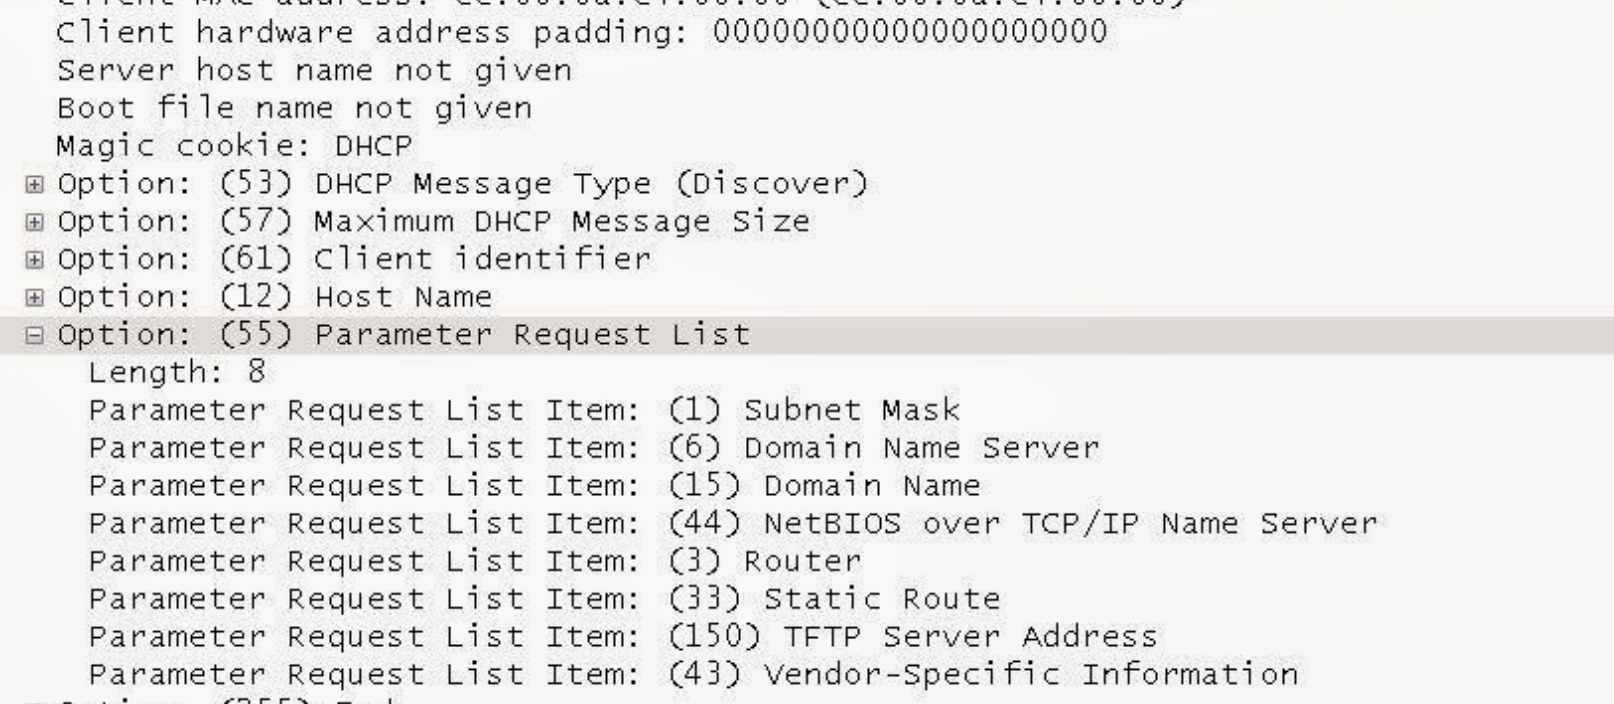 Client hardware address padding: 00000000000000000000
Server host name not given
Boot file name not given
Magic cookie: DHCP
Option: (53) DHCP Message Type (Discover)
Option: (57) Maximum DHCP Message Size
Option: (61) Client identifier
Option: (12) Host Name
Option: (55) Parameter Request List
Length: 8
Parameter Request List Item: (1) Subnet Mask
Parameter Request List Item: (6) Domain Name Server
Parameter Request List Item: (15) Domain Name
Parameter Request List Item: (44) NetBIOS over TCP/IP Name Server
Parameter Request List Item: (3) Router
Parameter Request List Item: (33) Static Route
Parameter Request List Item: (150) TFTP Server Address
Parameter Request List Item: (43) Vendor-Specific Information